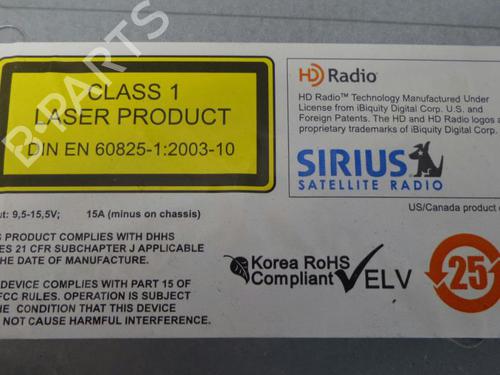 B-PARTS
CLASS 1
LASER PRODUCT
DIN EN 60825-1:2003-10
HD Radio™
HD Radio™ Technology Manufactured Under
License from iBiquity Digital Corp. U.S. and
Foreign Patents. The HD and HD Radio logos a
proprietary trademarks of iBiquity Digital Corp.
SIRIUS
SATELLITE RADIO
US/Canada product o
ut: 9,5-15,5V; 15A (minus on chassis)
PRODUCT COMPLIES WITH DHHS
ES 21 CFR SUBCHAPTER J APPLICABLE
THE DATE OF MANUFACTURE.
DEVICE COMPLIES WITH PART 15 OF
FCC RULES. OPERATION IS SUBJECT
THE CONDITION THAT THIS DEVICE
NOT CAUSE HARMFUL INTERFERENCE.
Korea RoHS
Compliant
ELV
25